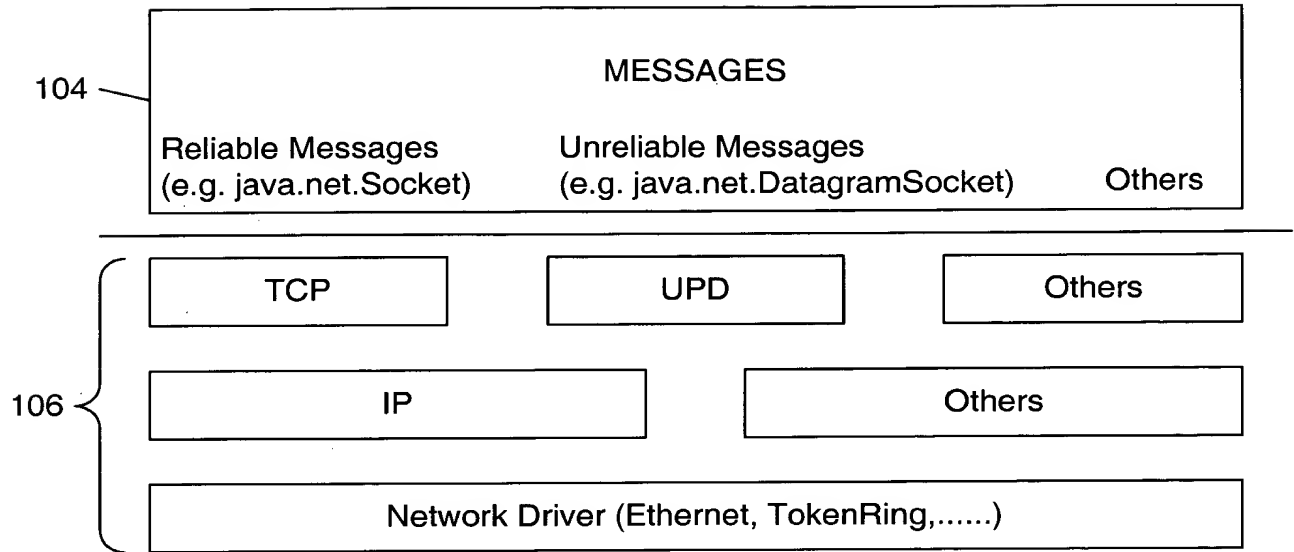 MESSAGES
104
Reliable Messages
(e.g. java.net.Socket)
Unreliable Messages
(e.g. java.net.DatagramSocket)
Others
TCP
UPD
Others
106
IP
Others
Network Driver (Ethernet, TokenRing,......)